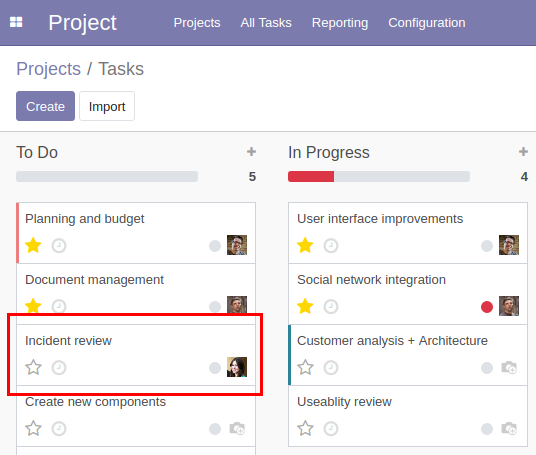 Project Projects All Tasks Reporting Configuration
Projects / Tasks
Create Import
To Do +
5
Planning and budget
Document management
Incident review
Create new components
In Progress +
4
User interface improvements
Social network integration
Customer analysis + Architecture
Useablity review